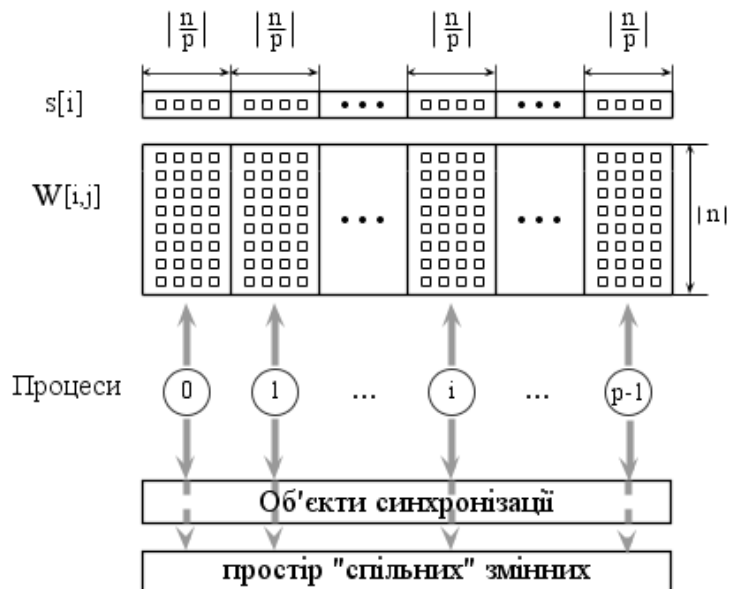 |n/p| |n/p| |n/p| |n/p|
s[i] • • • • • •
W[i,j] • • • • • • |n|
Процеси 0 1 ... i ... p-1
Об'єкти синхронізації
простір "спільних" змінних